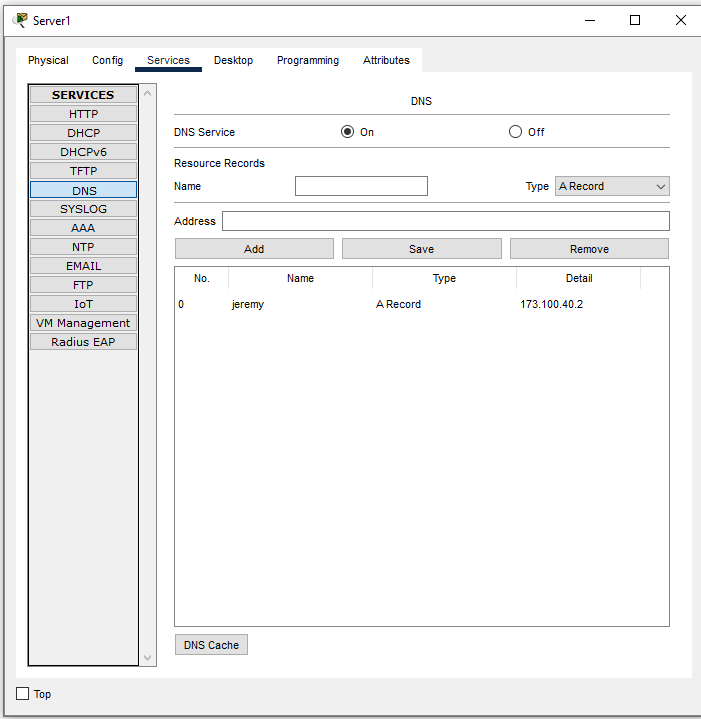 Server1
Physical Config Services Desktop Programming Attributes
SERVICES
HTTP
DHCP
DHCPv6
TFTP
DNS
SYSLOG
AAA
NTP
EMAIL
FTP
IoT
VM Management
Radius EAP
DNS
DNS Service On Off
Resource Records
Name Type A Record
Address
Add Save Remove
No. Name Type Detail
0 jeremy A Record 173.100.40.2
DNS Cache
Top